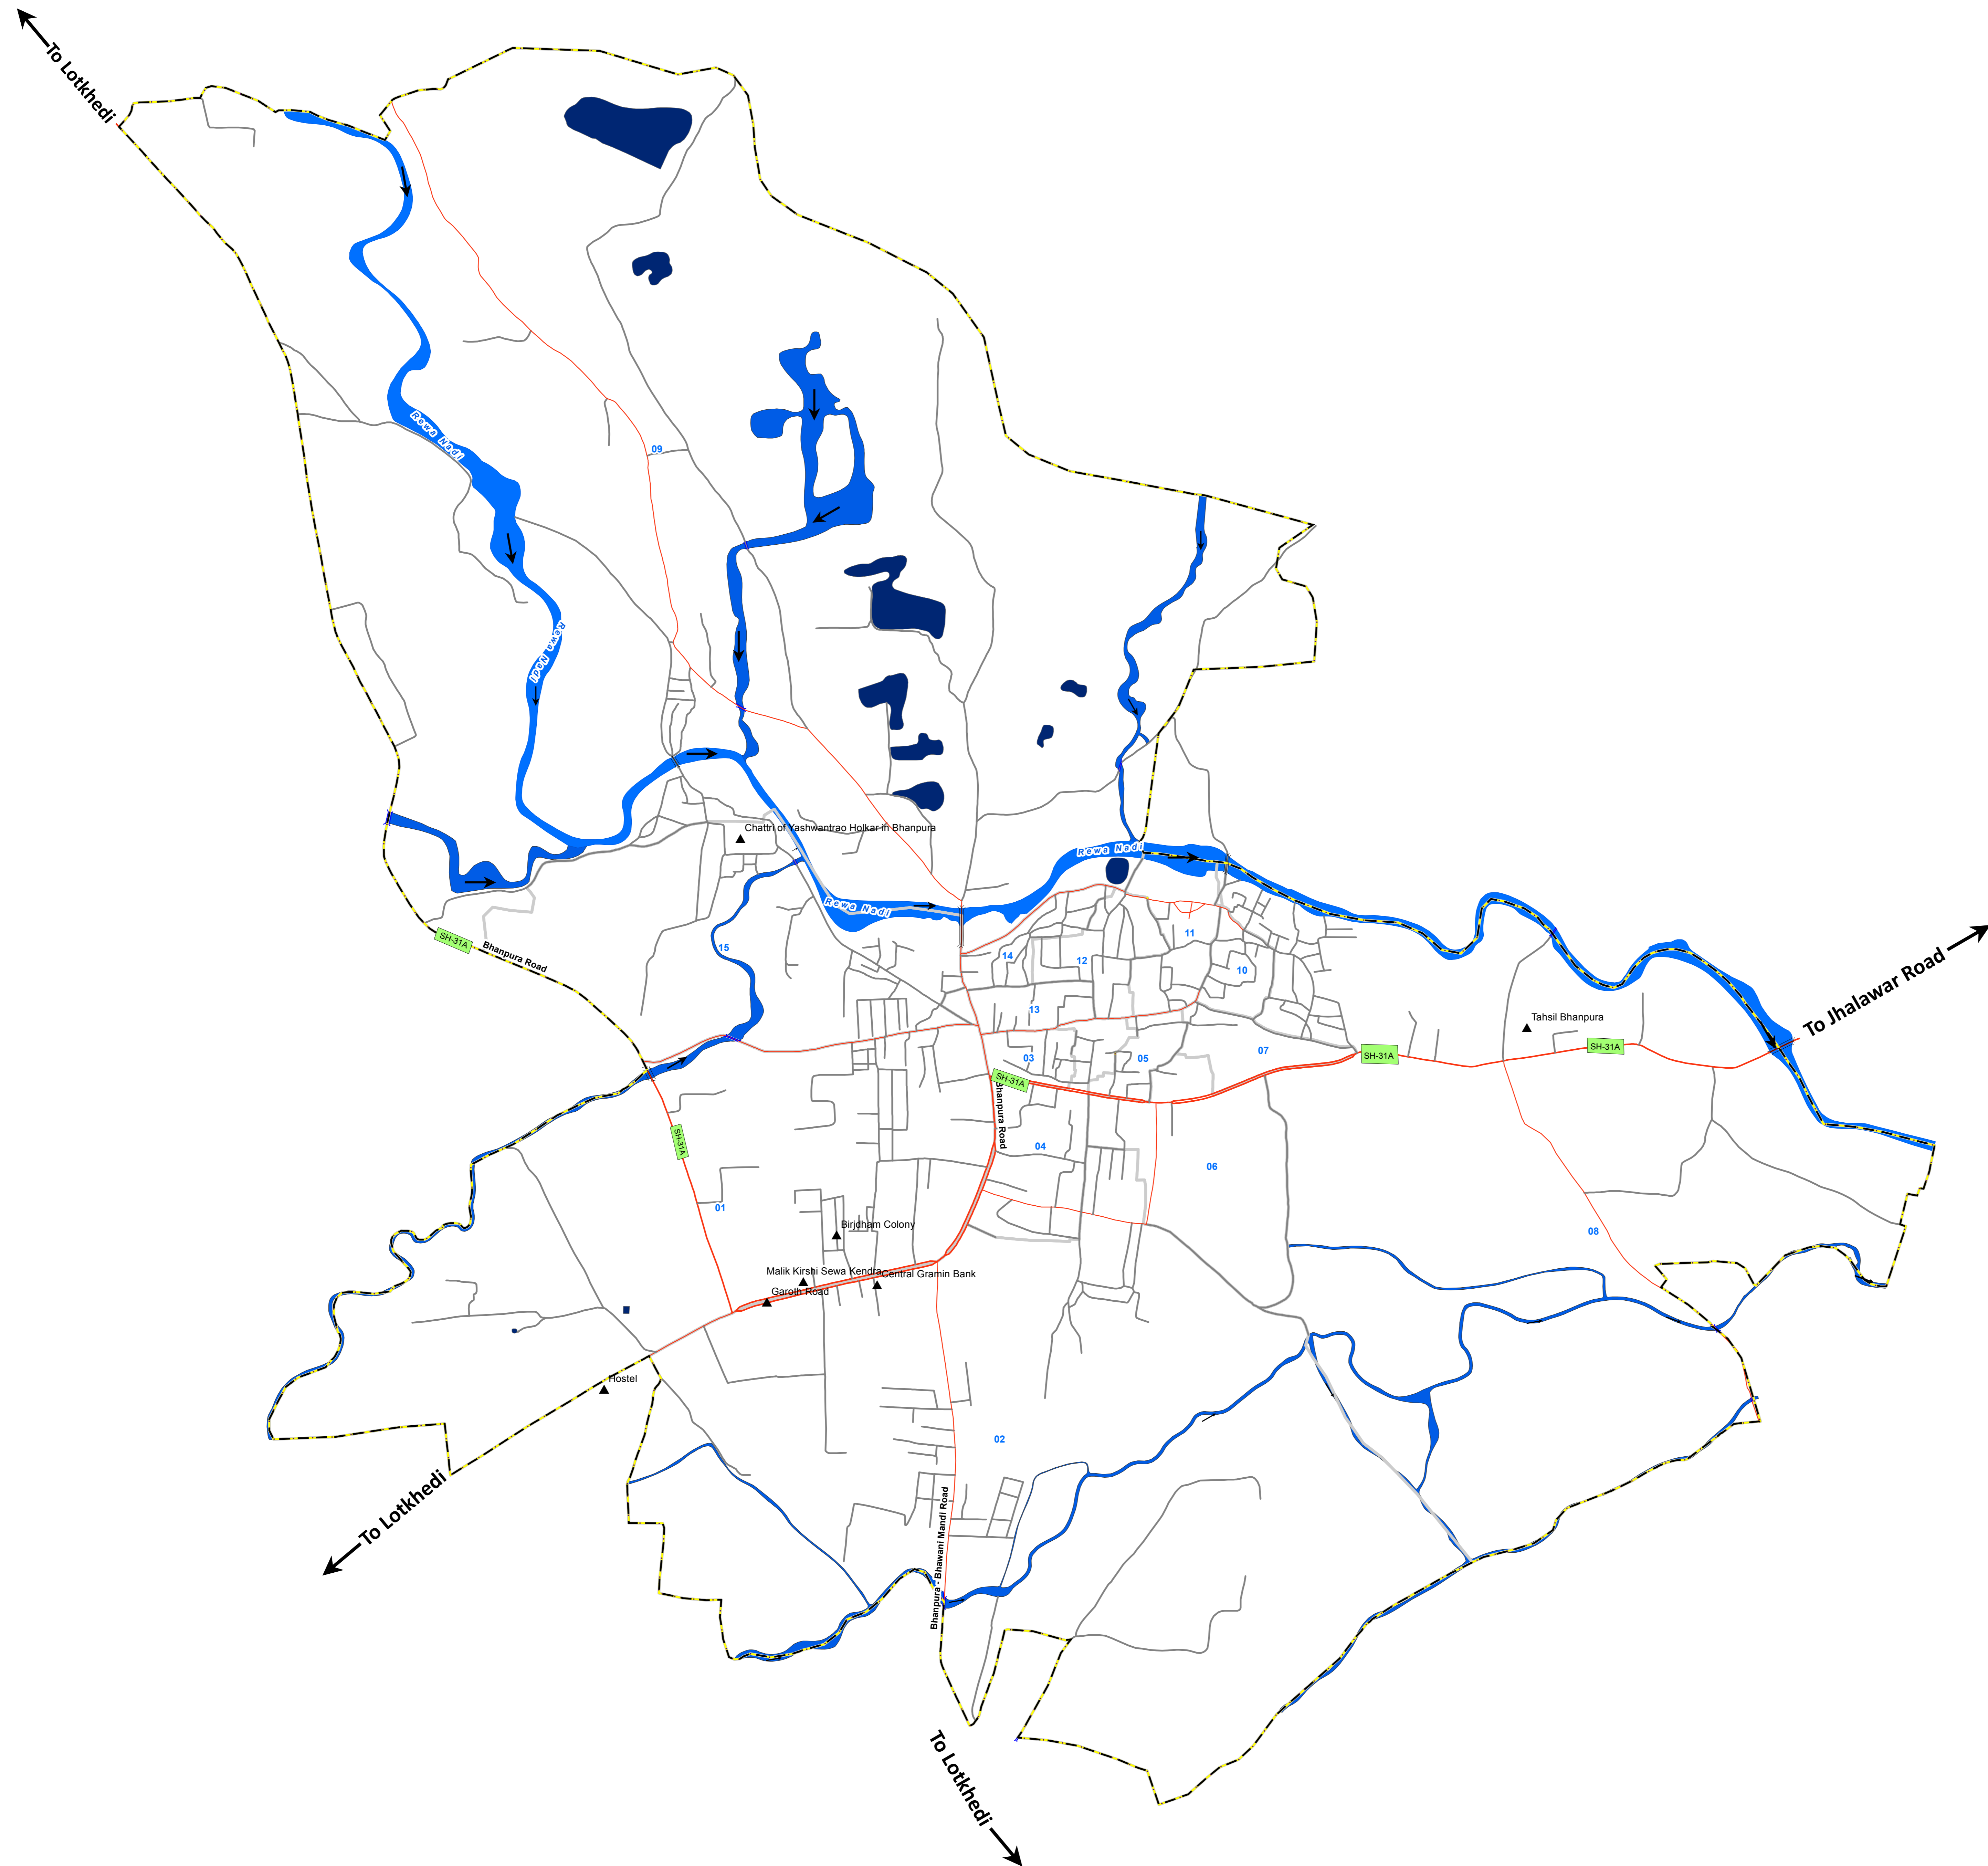 To Lotkhedi
09
Rewa Nadi
Rewa Nadi
Chattri of Yashwantrao Holkar in Bhanpura
Rewa Nadi
Rewa Nadi
SH-31A
Bhanpura Road
15
14
12
11
10
13
To Jhalawar Road
Tahsil Bhanpura
03
05
07
SH-31A
SH-31A
SH-31A
Bhanpura Road
SH-31A
04
06
01
08
Birjdham Colony
Malik Kirshi Sewa Kendra
Central Gramin Bank
Garoth Road
Hostel
02
To Lotkhedi
Bhanpura - Bhawani Mandi Road
To Lotkhedi